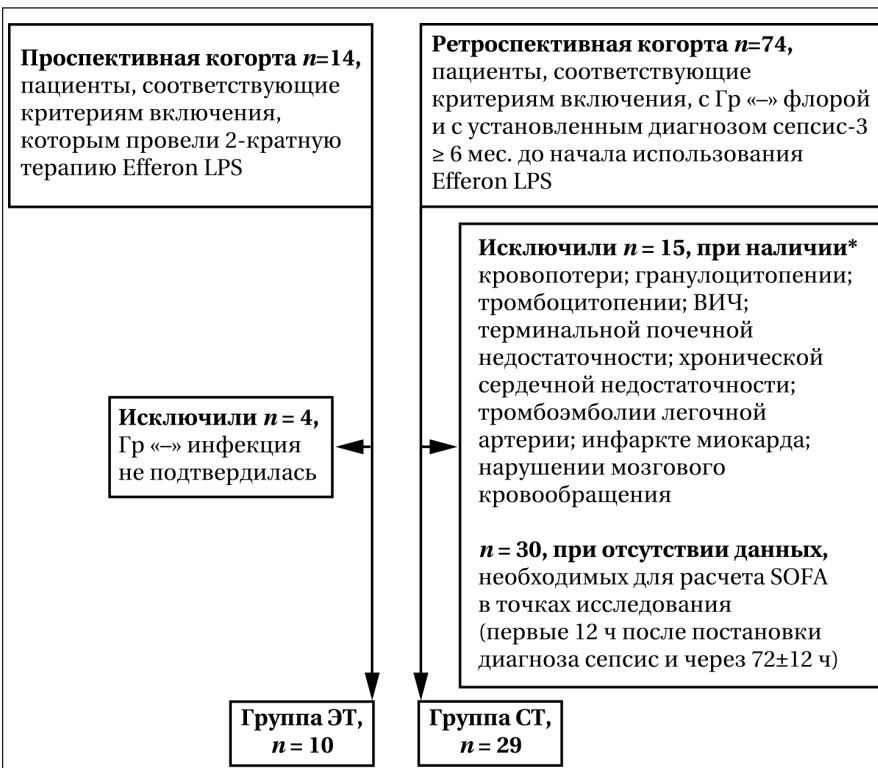 Проспективная когорта n=14,
пациенты, соответствующие
критериям включения,
которым провели 2-кратную
терапию Efferon LPS
Ретроспективная когорта n=74,
пациенты, соответствующие
критериям включения, с Гр «–» флорой
и с установленным диагнозом сепсис-3
≥ 6 мес. до начала использования
Efferon LPS
Исключили n = 4,
Гр «–» инфекция
не подтвердилась
Исключили n = 15, при наличии*
кровопотери; гранулоцитопении;
тромбоцитопении; ВИЧ;
терминальной почечной
недостаточности; хронической
сердечной недостаточности;
тромбоэмболии легочной
артерии; инфаркте миокарда;
нарушении мозгового
кровообращения
n = 30, при отсутствии данных,
необходимых для расчета SOFA
в точках исследования
(первые 12 ч после постановки
диагноза сепсис и через 72±12 ч)
Группа ЭТ,
n = 10
Группа СТ,
n = 29